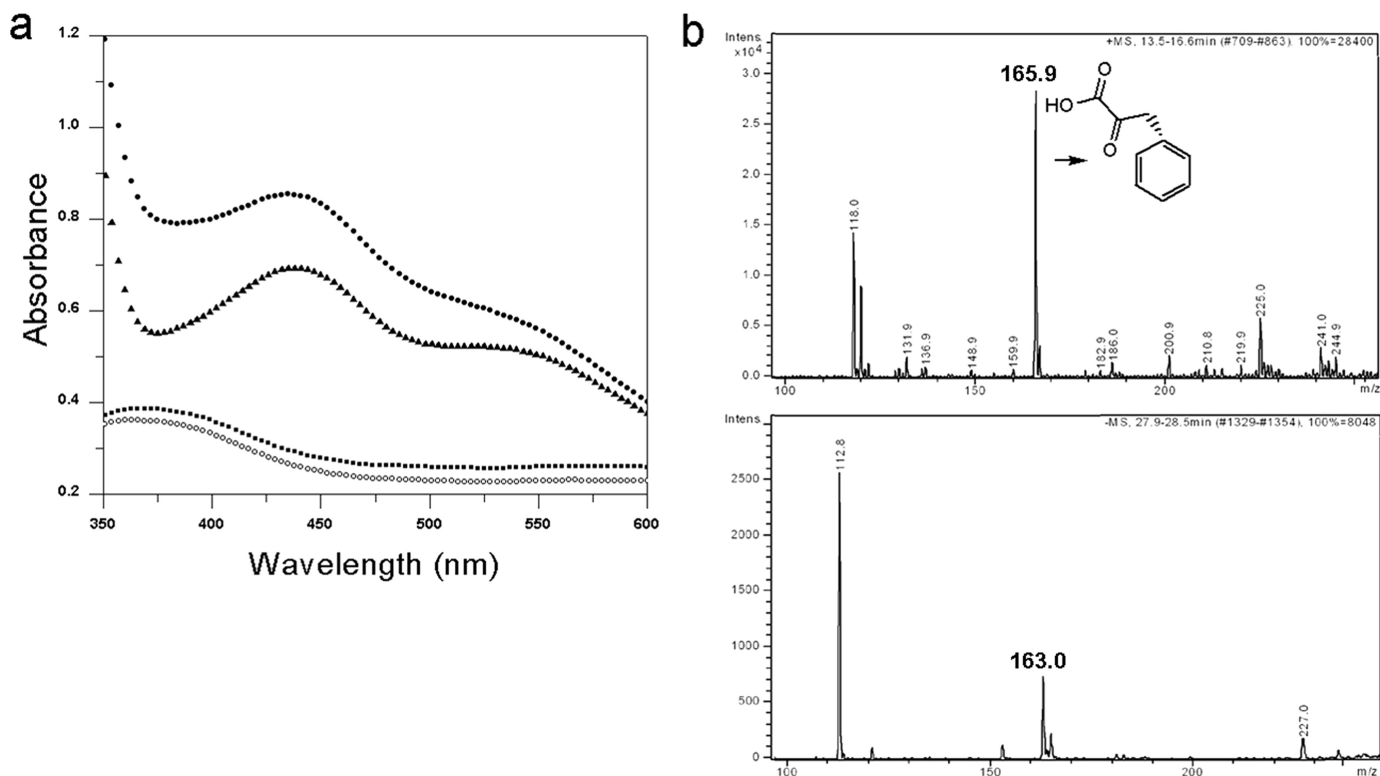 a
Absorbance
1.2
1.0
0.8
0.6
0.4
0.2
350 400 450 500 550 600
Wavelength (nm)
b
Intens.
x10⁴
+MS, 13.5-16.6min (#709-#863), 100%=28400
3.0
2.5
2.0
1.5
1.0
0.5
0.0
165.9
O
HO
O
118.0
131.9
136.9
148.9
159.9
182.9
186.0
200.9
210.8
219.9
225.0
241.0
244.9
100 150 200 m/z
Intens.
-MS, 27.9-28.5min (#1329-#1354), 100%=8048
2500
2000
1500
1000
500
0
112.8
163.0
227.0
100 150 200 m/z